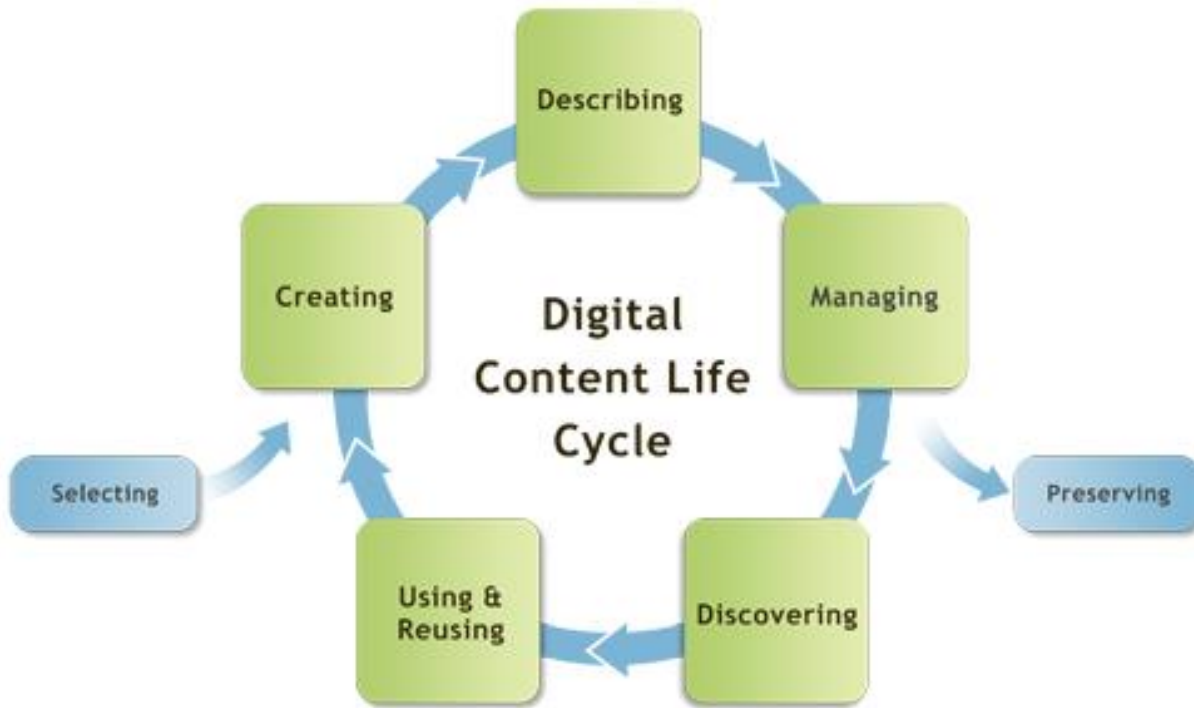 Describing
Creating
Managing
Digital
Content Life
Cycle
Selecting
Preserving
Using &
Reusing
Discovering